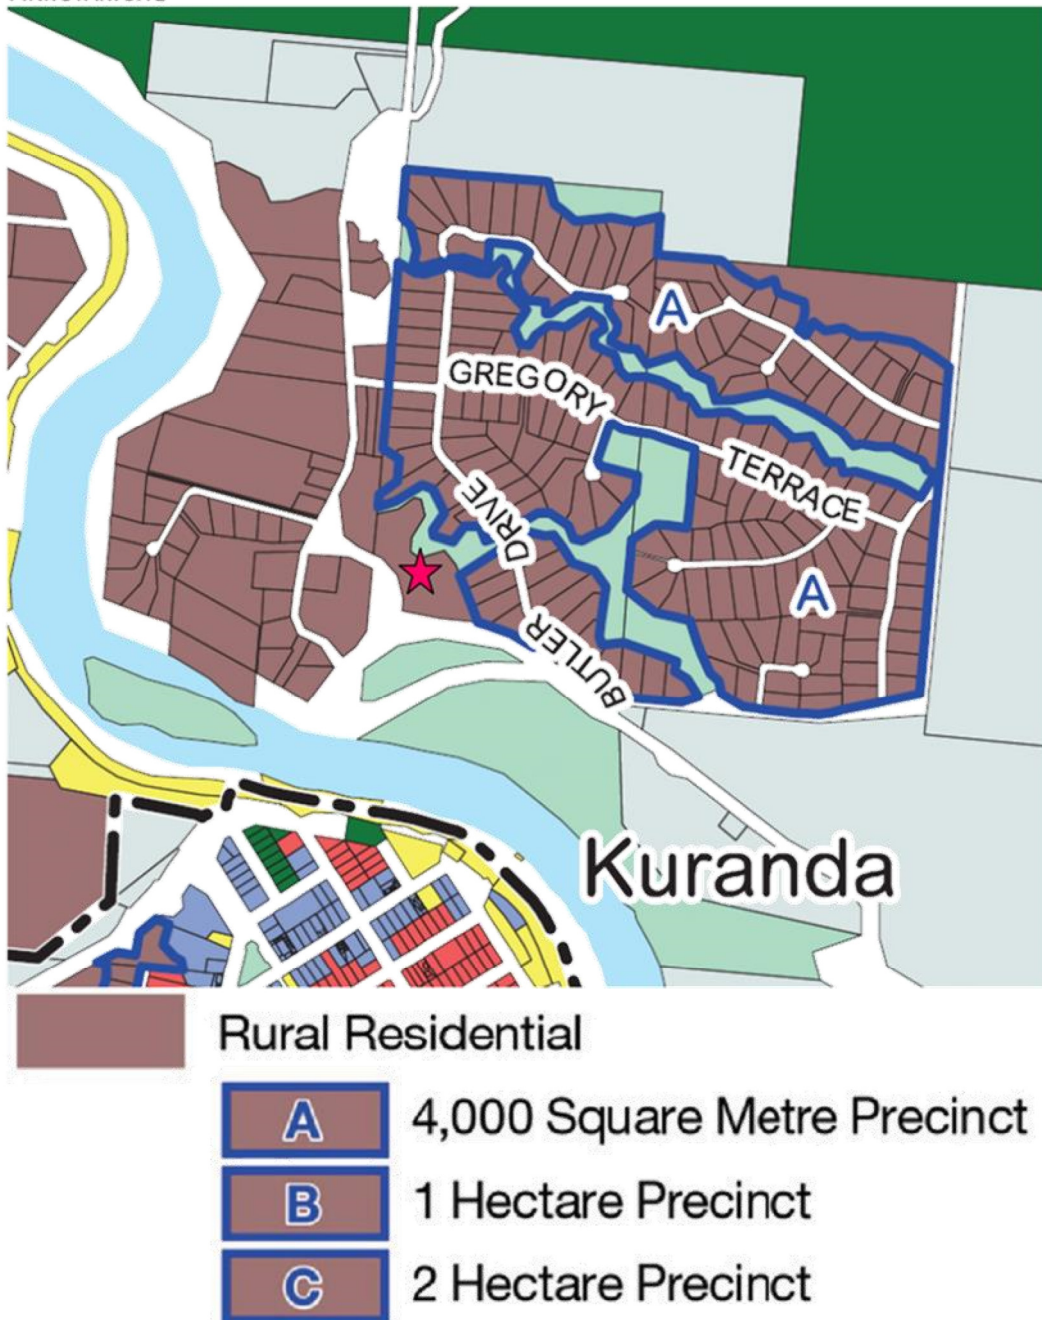 A
GREGORY
TERRACE
DRIVE
A
BUTLER
Kuranda
Rural Residential
A 4,000 Square Metre Precinct
B 1 Hectare Precinct
C 2 Hectare Precinct